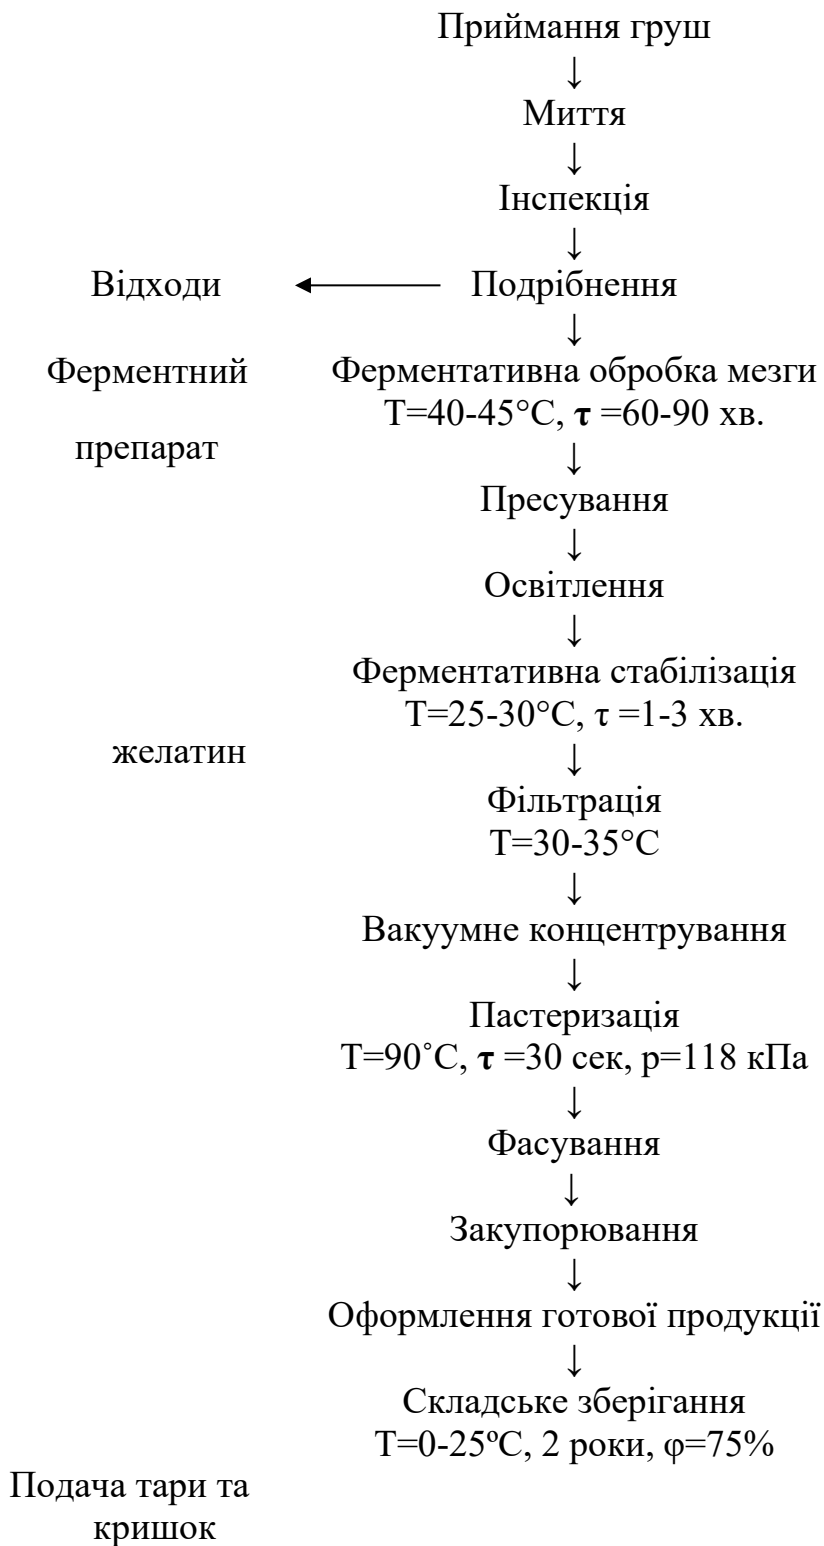 Приймання груш
↓
Миття
↓
Інспекція
↓
Відходи ← Подрібнення
↓
Ферментний
Ферментативна обробка мезги
T=40-45°C, τ =60-90 хв.
препарат
↓
Пресування
↓
Освітлення
↓
Ферментативна стабілізація
T=25-30°C, τ =1-3 хв.
желатин
↓
Фільтрація
T=30-35°C
↓
Вакуумне концентрування
↓
Пастеризація
T=90˚C, τ =30 сек, p=118 кПа
↓
Фасування
↓
Закупорювання
↓
Оформлення готової продукції
↓
Складське зберігання
T=0-25ºC, 2 роки, φ=75%
Подача тари та
кришок